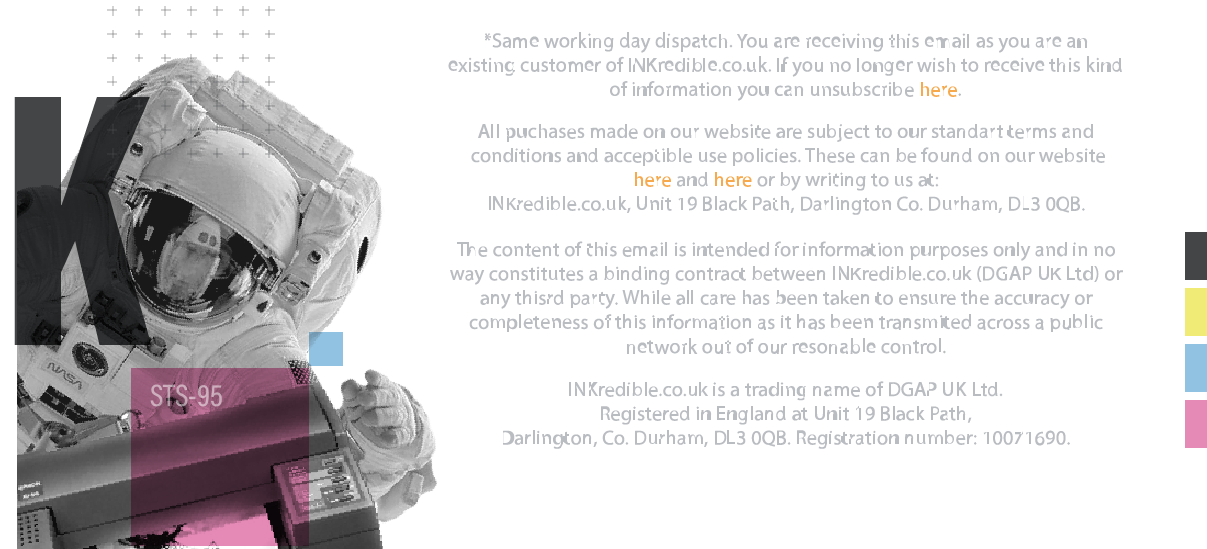 *Same working day dispatch. You are receiving this email as you are an
existing customer of INKredible.co.uk. If you no longer wish to receive this kind
of information you can unsubscribe here.
All puchases made on our website are subject to our standart terms and
conditions and acceptible use policies. These can be found on our website
here and here or by writing to us at:
INKredible.co.uk, Unit 19 Black Path, Darlington Co. Durham, DL3 0QB.
The content of this email is intended for information purposes only and in no
way constitutes a binding contract between INKredible.co.uk (DGAP UK Ltd) or
any thisrd party. While all care has been taken to ensure the accuracy or
completeness of this information as it has been transmited across a public
network out of our resonable control.
INKredible.co.uk is a trading name of DGAP UK Ltd.
Registered in England at Unit 19 Black Path,
Darlington, Co. Durham, DL3 0QB. Registration number: 10071690.
K
NASA
STS-95